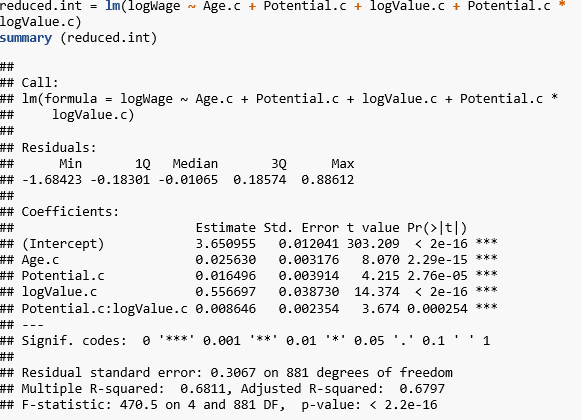 reduced.int = lm(logWage ~ Age.c + Potential.c + logValue.c + Potential.c *
logValue.c)
summary (reduced.int)
##
## Call:
## lm(formula = logWage ~ Age.c + Potential.c + logValue.c + Potential.c *
##     logValue.c)
##
## Residuals:
##      Min       1Q   Median       3Q      Max
## -1.68423 -0.18301 -0.01065  0.18574  0.88612
##
## Coefficients:
##                        Estimate Std. Error t value Pr(>|t|)
## (Intercept)            3.650955   0.012041 303.209  < 2e-16 ***
## Age.c                  0.025630   0.003176   8.070 2.29e-15 ***
## Potential.c            0.016496   0.003914   4.215 2.76e-05 ***
## logValue.c             0.556697   0.038730  14.374  < 2e-16 ***
## Potential.c:logValue.c 0.008646   0.002354   3.674 0.000254 ***
## ---
## Signif. codes:  0 '***' 0.001 '**' 0.01 '*' 0.05 '.' 0.1 ' ' 1
##
## Residual standard error: 0.3067 on 881 degrees of freedom
## Multiple R-squared:  0.6811, Adjusted R-squared:  0.6797
## F-statistic: 470.5 on 4 and 881 DF,  p-value: < 2.2e-16